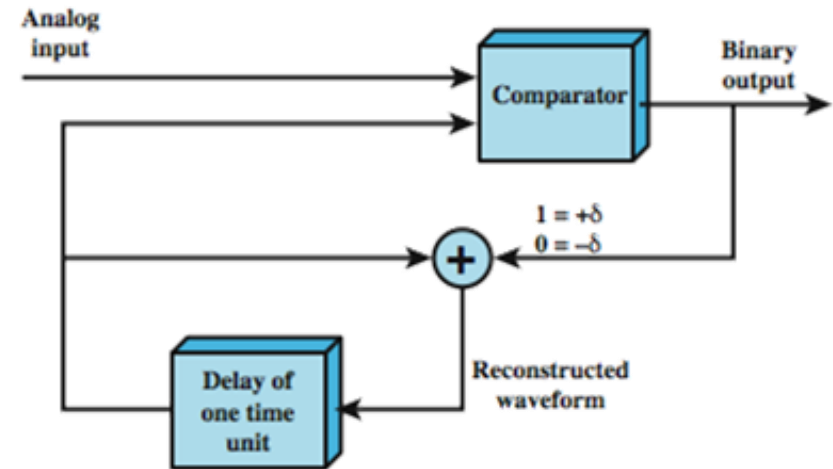 Analog
input
Comparator
Binary
output
1 = +δ
0 = –δ
+
Reconstructed
waveform
Delay of
one time
unit